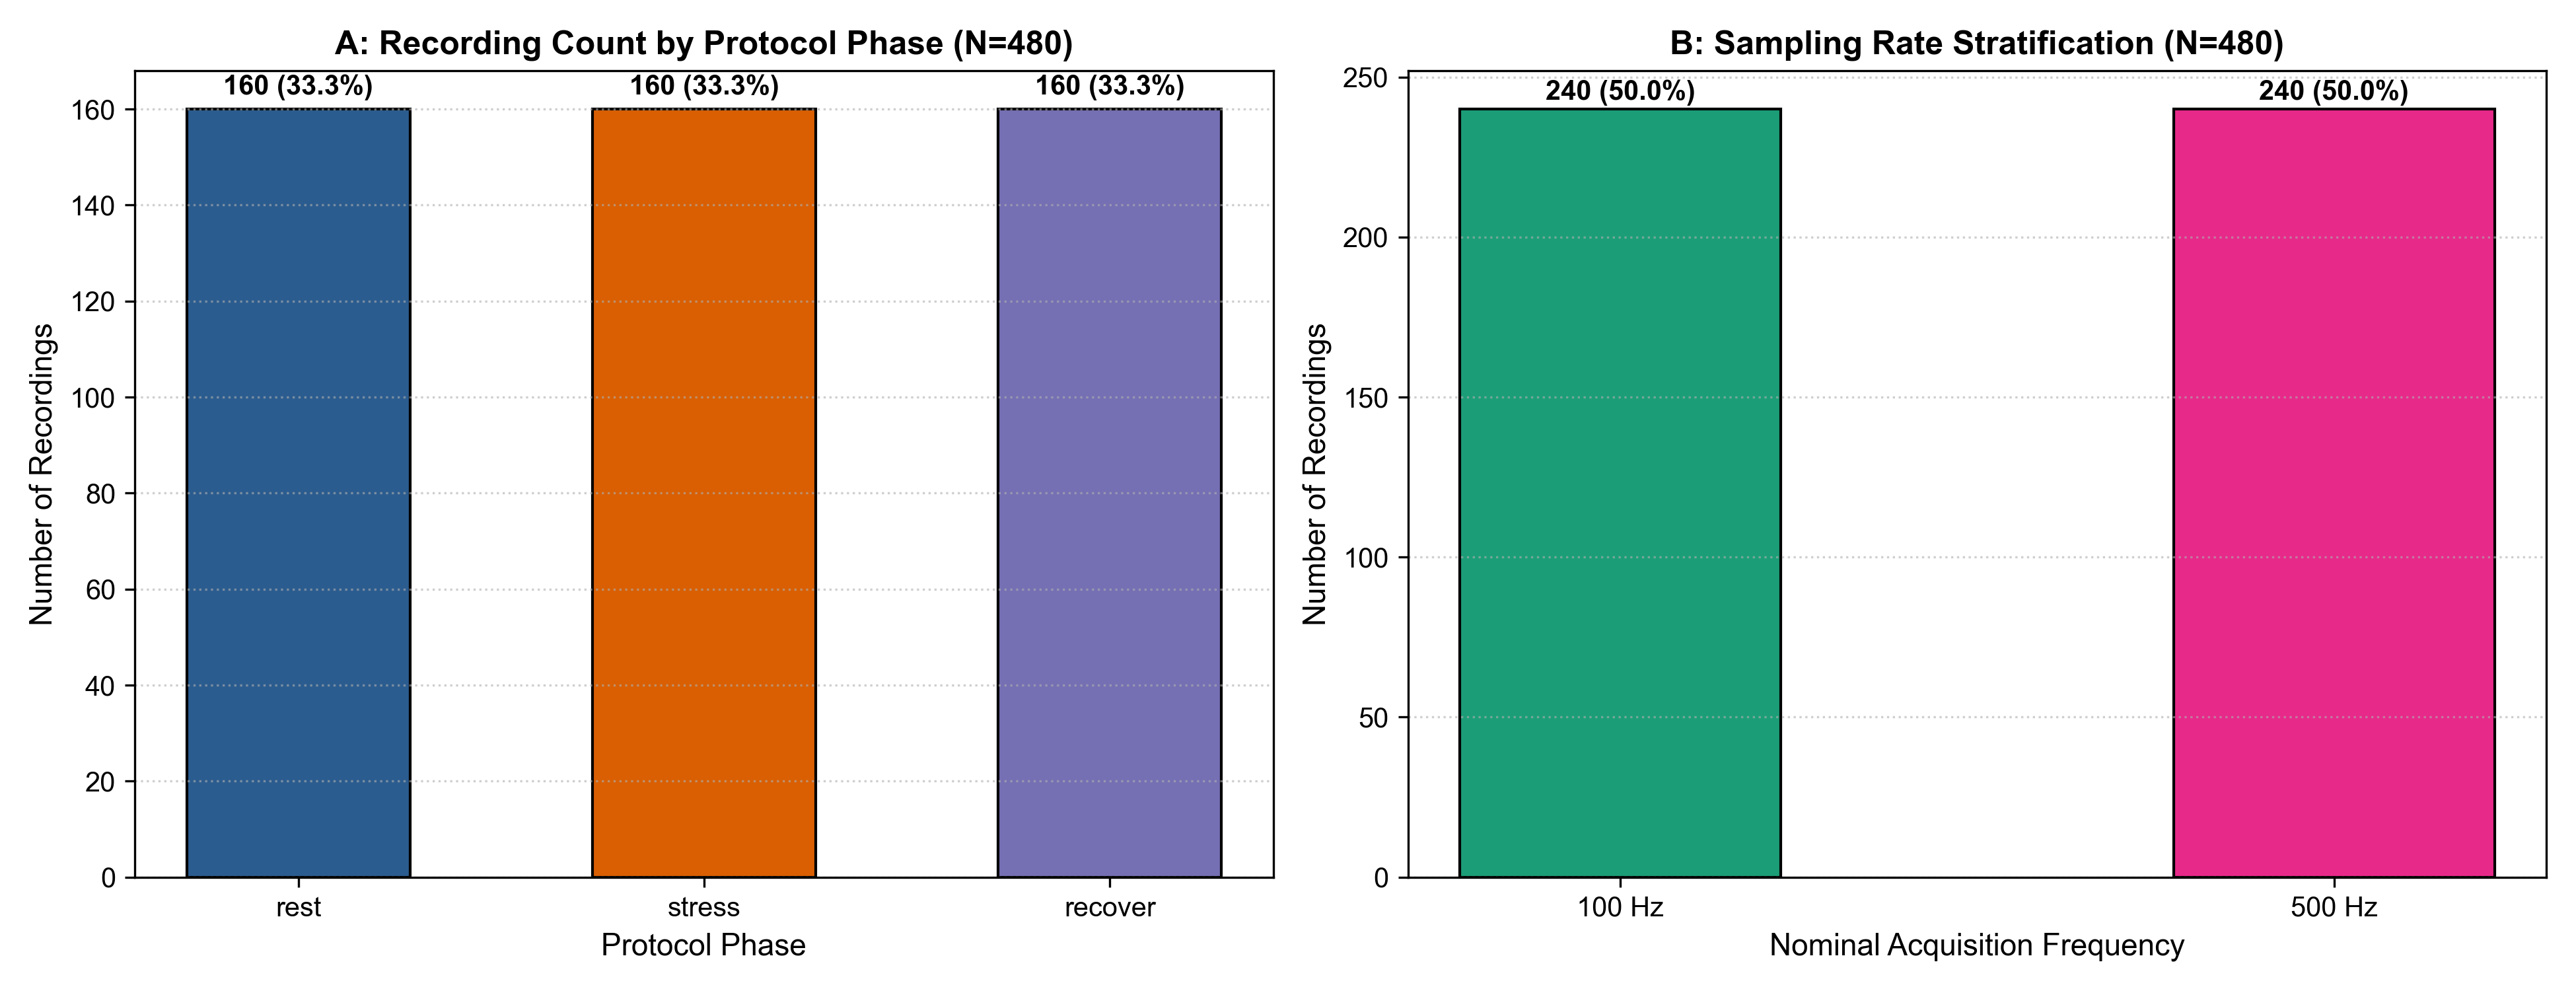 A: Recording Count by Protocol Phase (N=480)
160 (33.3%)
160 (33.3%)
160 (33.3%)
160
140
120
100
80
60
40
20
0
Number of Recordings
rest
stress
recover
Protocol Phase
B: Sampling Rate Stratification (N=480)
240 (50.0%)
240 (50.0%)
250
200
150
100
50
0
Number of Recordings
100 Hz
500 Hz
Nominal Acquisition Frequency